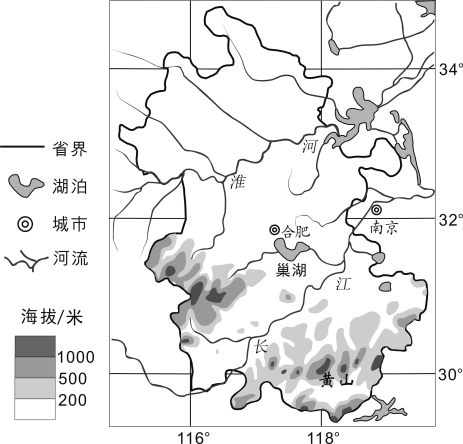 34°
省界
湖泊
城市
河流
海拔/米
1000
500
200
河
淮
32°
合肥
南京
巢湖
江
长
黄山
30°
116°
118°